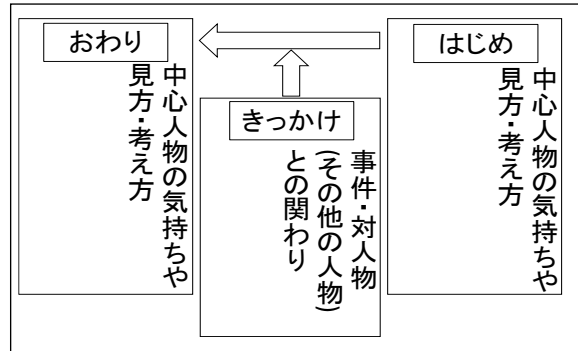 はじめ
中心人物の気持ちや
見方・考え方
きっかけ
事件・対人物
(その他の人物)
との関わり
おわり
中心人物の気持ちや
見方・考え方